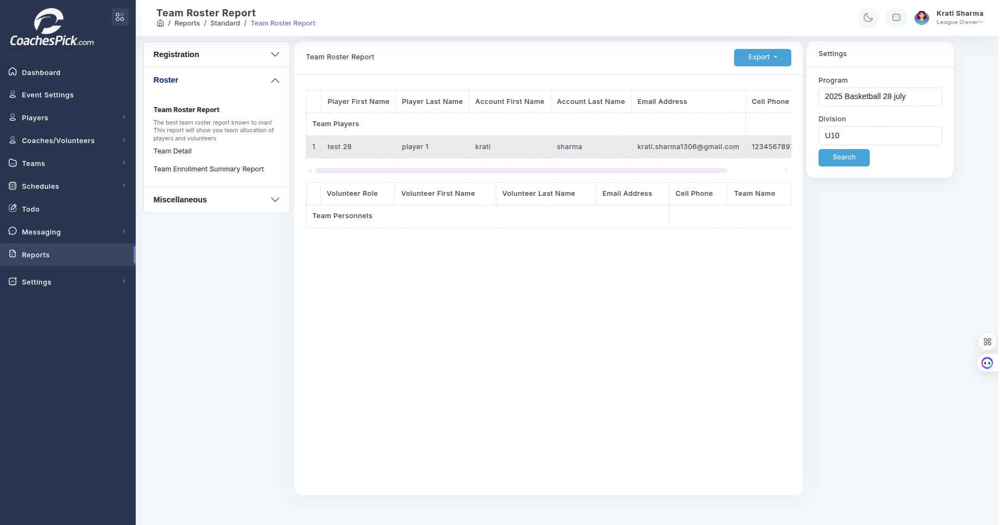 CoachesPick.com
Dashboard
Event Settings
Players
Coaches/Volunteers
Teams
Schedules
Todo
Messaging
Reports
Settings
Team Roster Report
/ Reports / Standard / Team Roster Report
Krati Sharma
League Owner
Registration
Roster
Team Roster Report
The best team roster report known to man!
This report will show you team allocation of
players and volunteers
Team Detail
Team Enrollment Summary Report
Miscellaneous
Team Roster Report
Export
Player First Name Player Last Name Account First Name Account Last Name Email Address Cell Phone
Team Players
1 test 28 player 1 krati sharma krati.sharma1306@gmail.com 123456789
Volunteer Role Volunteer First Name Volunteer Last Name Email Address Cell Phone Team Name
Team Personnels
Settings
Program
2025 Basketball 28 july
Division
U10
Search